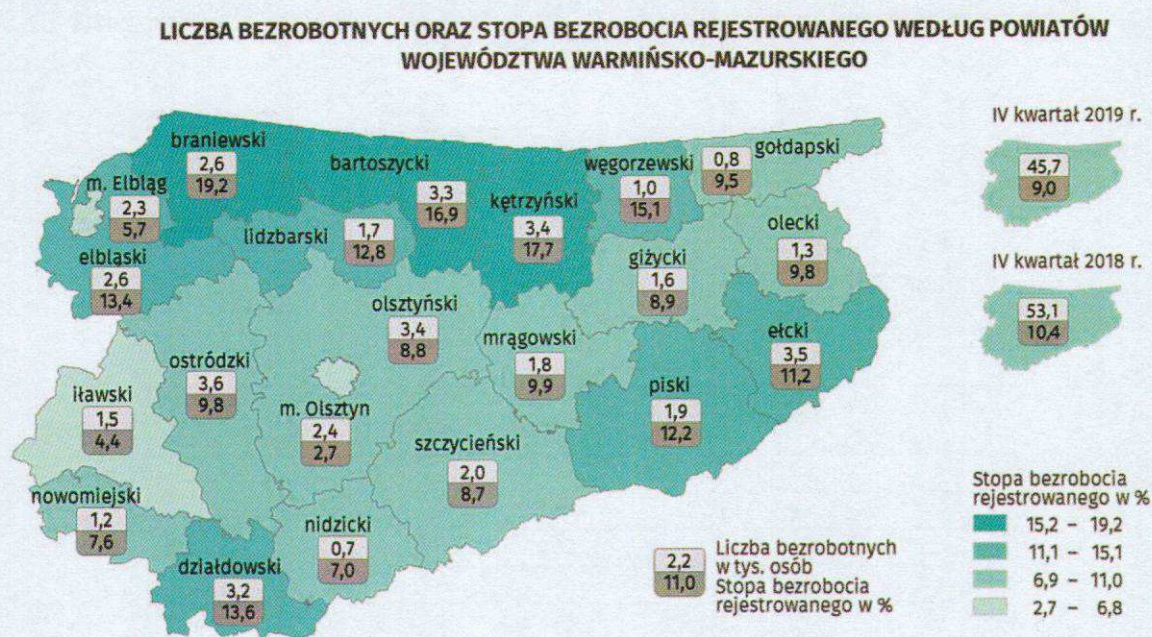 LICZBA BEZROBOTNYCH ORAZ STOPA BEZROBOCIA REJESTROWANEGO WEDŁUG POWIATÓW
WOJEWÓDZTWA WARMIŃSKO-MAZURSKIEGO
IV kwartał 2019 r.
45,7
9,0
IV kwartał 2018 r.
53,1
10,4
braniewski
2,6
19,2
bartoszycki
3,3
16,9
kętrzyński
3,4
17,7
węgorzewski
1,0
15,1
gołdapski
0,8
9,5
m. Elbląg
2,3
5,7
elbląski
2,6
13,4
lidzbarski
1,7
12,8
giżycki
1,6
8,9
olecki
1,3
9,8
olsztyński
3,4
8,8
mrągowski
1,8
9,9
ełcki
3,5
11,2
ostródzki
3,6
9,8
iławski
1,5
4,4
m. Olsztyn
2,4
2,7
szczycieński
2,0
8,7
piski
1,9
12,2
nowomiejski
1,2
7,6
działdowski
3,2
13,6
nidzicki
0,7
7,0
2,2
11,0
Liczba bezrobotnych
w tys. osób
Stopa bezrobocia
rejestrowanego w %
Stopa bezrobocia
rejestrowanego w %
15,2 – 19,2
11,1 – 15,1
6,9 – 11,0
2,7 – 6,8